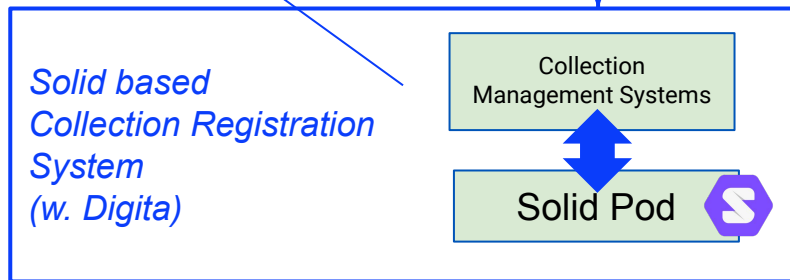 Solid based
Collection Registration
System
(w. Digita)
Collection
Management Systems
Solid Pod
S